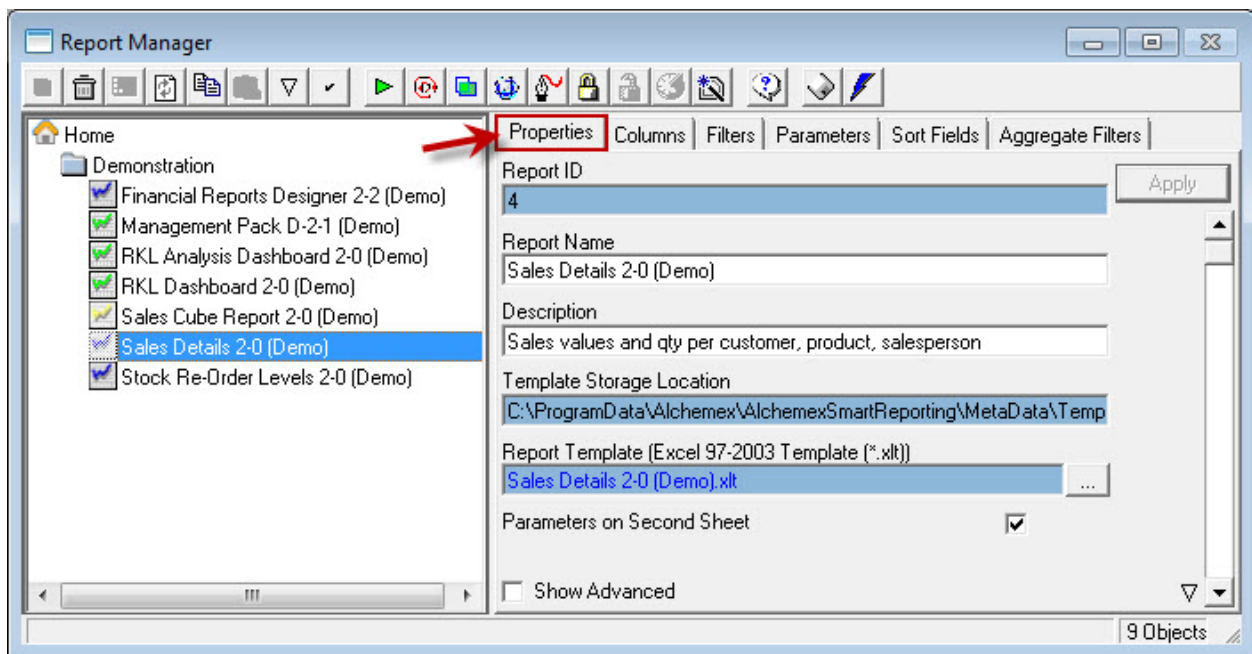 Report Manager
Home
Demonstration
Financial Reports Designer 2-2 (Demo)
Management Pack D-2-1 (Demo)
RKL Analysis Dashboard 2-0 (Demo)
RKL Dashboard 2-0 (Demo)
Sales Cube Report 2-0 (Demo)
Sales Details 2-0 (Demo)
Stock Re-Order Levels 2-0 (Demo)
Properties Columns Filters Parameters Sort Fields Aggregate Filters
Report ID
Apply
4
Report Name
Sales Details 2-0 (Demo)
Description
Sales values and qty per customer, product, salesperson
Template Storage Location
C:\ProgramData\Alchemex\AlchemexSmartReporting\MetaData\Temp
Report Template (Excel 97-2003 Template (*.xlt))
Sales Details 2-0 (Demo).xlt
...
Parameters on Second Sheet
Show Advanced
9 Objects